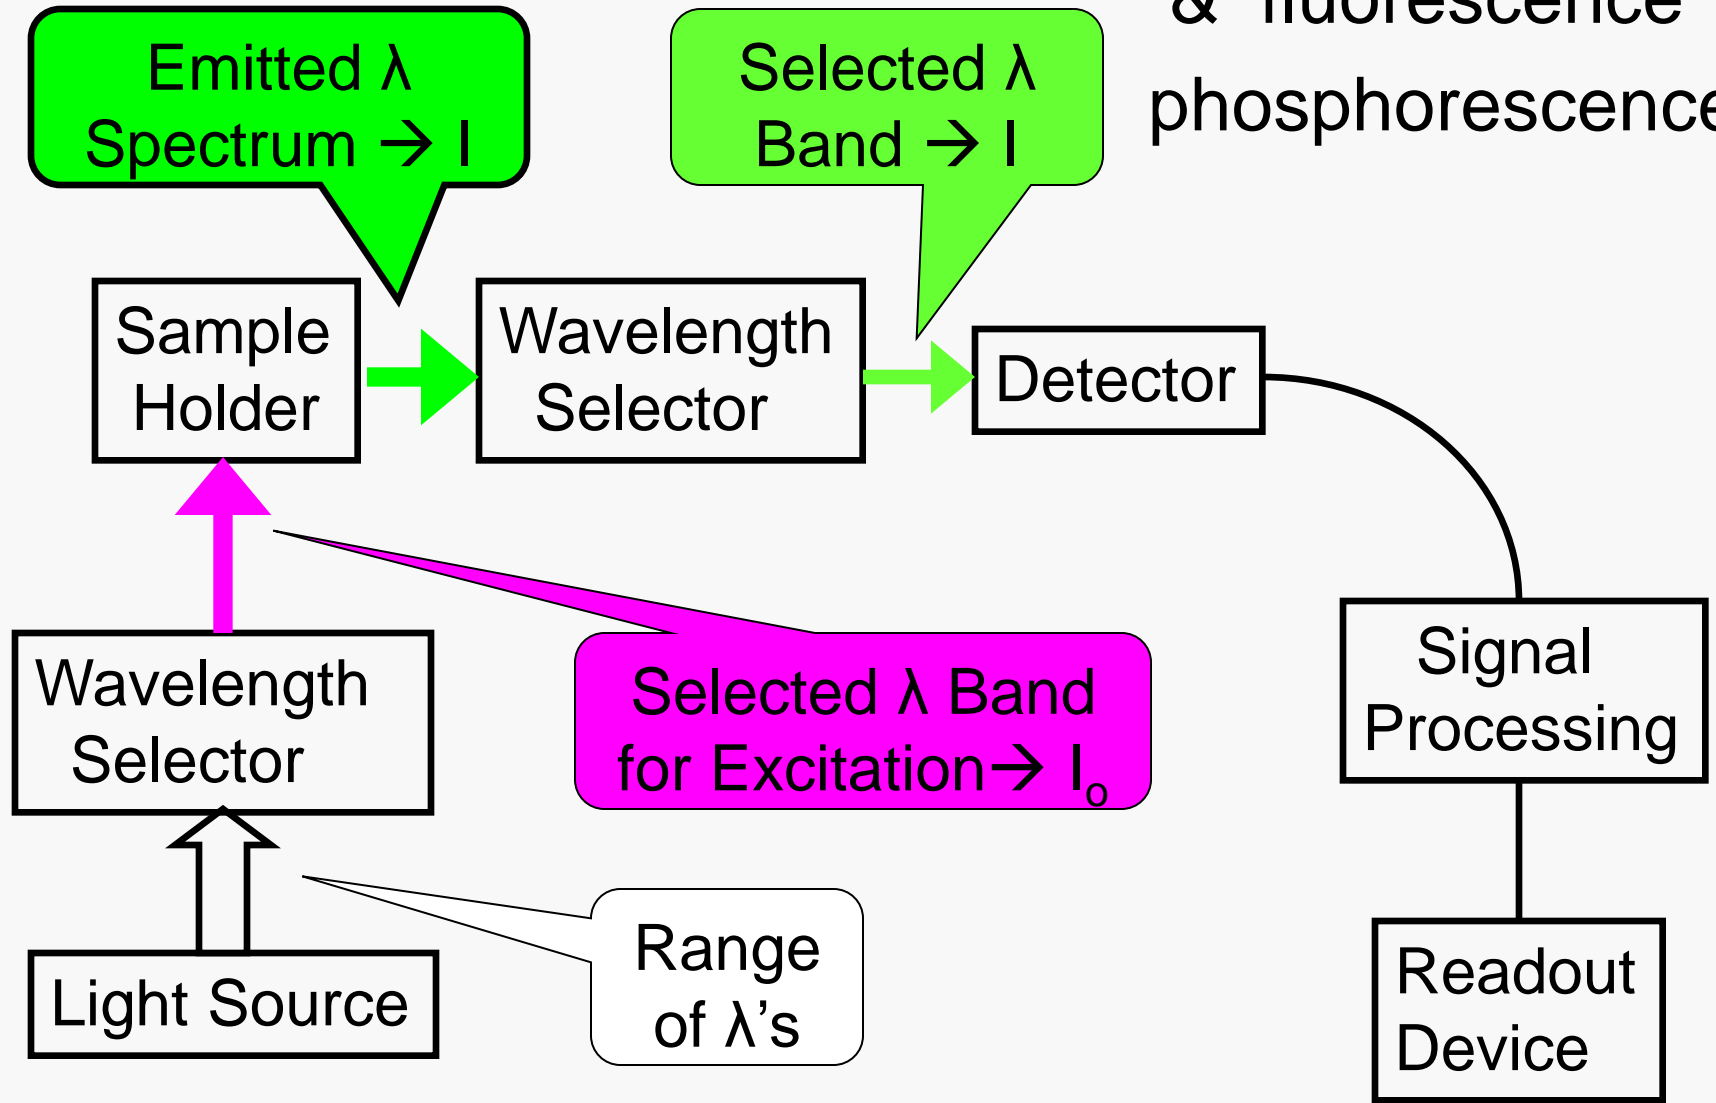 & fluorescence
phosphorescence
Emitted λ
Spectrum → I
Selected λ
Band → I
Sample
Holder
Wavelength
Selector
Detector
Wavelength
Selector
Selected λ Band
for Excitation→ Iₒ
Signal
Processing
Light Source
Range
of λ’s
Readout
Device